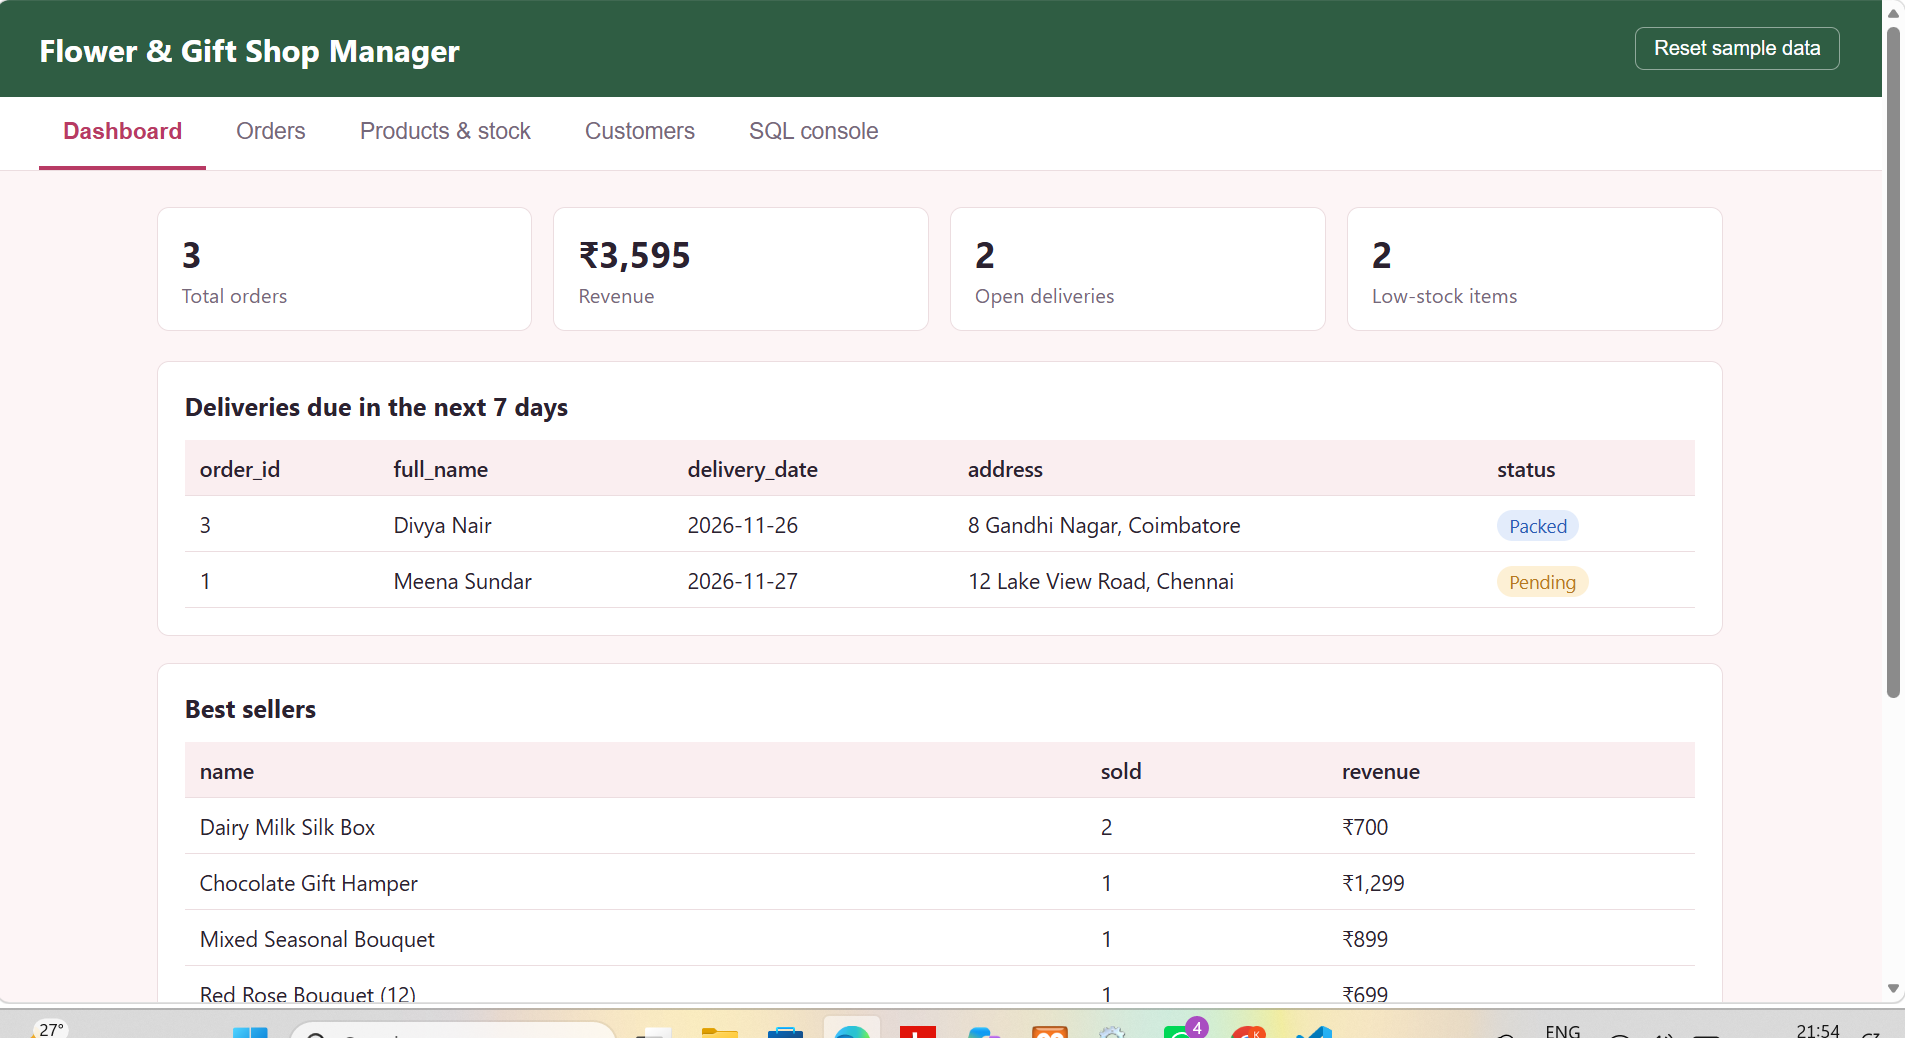 Flower & Gift Shop Manager
Reset sample data
Dashboard Orders Products & stock Customers SQL console
3 ₹3,595 2 2
Total orders Revenue Open deliveries Low-stock items
Deliveries due in the next 7 days
order_id full_name delivery_date address status
3 Divya Nair 2026-11-26 8 Gandhi Nagar, Coimbatore Packed
1 Meena Sundar 2026-11-27 12 Lake View Road, Chennai Pending
Best sellers
name sold revenue
Dairy Milk Silk Box 2 ₹700
Chocolate Gift Hamper 1 ₹1,299
Mixed Seasonal Bouquet 1 ₹899
Red Rose Bouquet (12) 1 ₹699
27° 4 K ENG 21:54